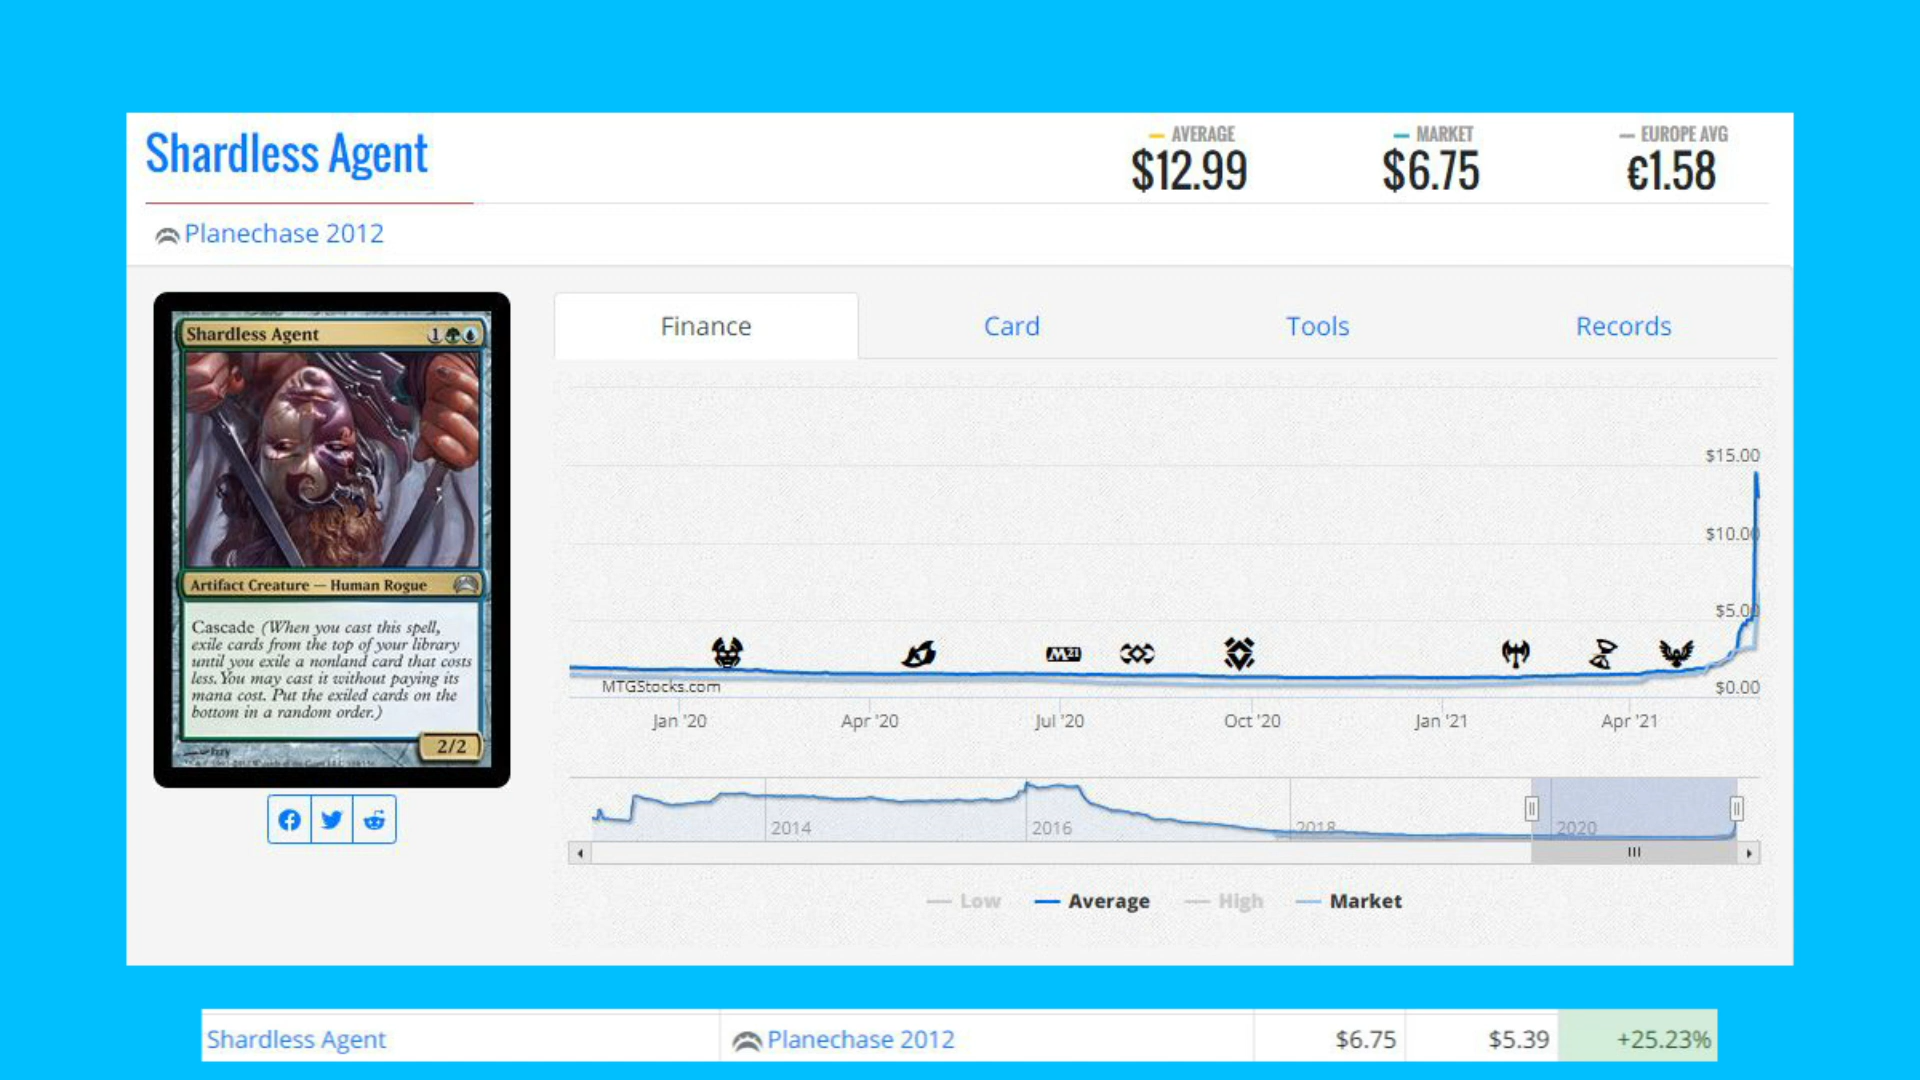 Shardless Agent
AVERAGE
$12.99
MARKET
$6.75
EUROPE AVG
€1.58
Planechase 2012
Shardless Agent 1
Artifact Creature — Human Rogue
Cascade (When you cast this spell,
exile cards from the top of your library
until you exile a nonland card that costs
less. You may cast it without paying its
mana cost. Put the exiled cards on the
bottom in a random order.)
2/2
Finance
Card
Tools
Records
$15.00
$10.00
$5.00
$0.00
M21
MTGStocks.com
Jan '20
Apr '20
Jul '20
Oct '20
Jan '21
Apr '21
2014
2016
2018
2020
Low
Average
High
Market
Shardless Agent
Planechase 2012
$6.75
$5.39
+25.23%